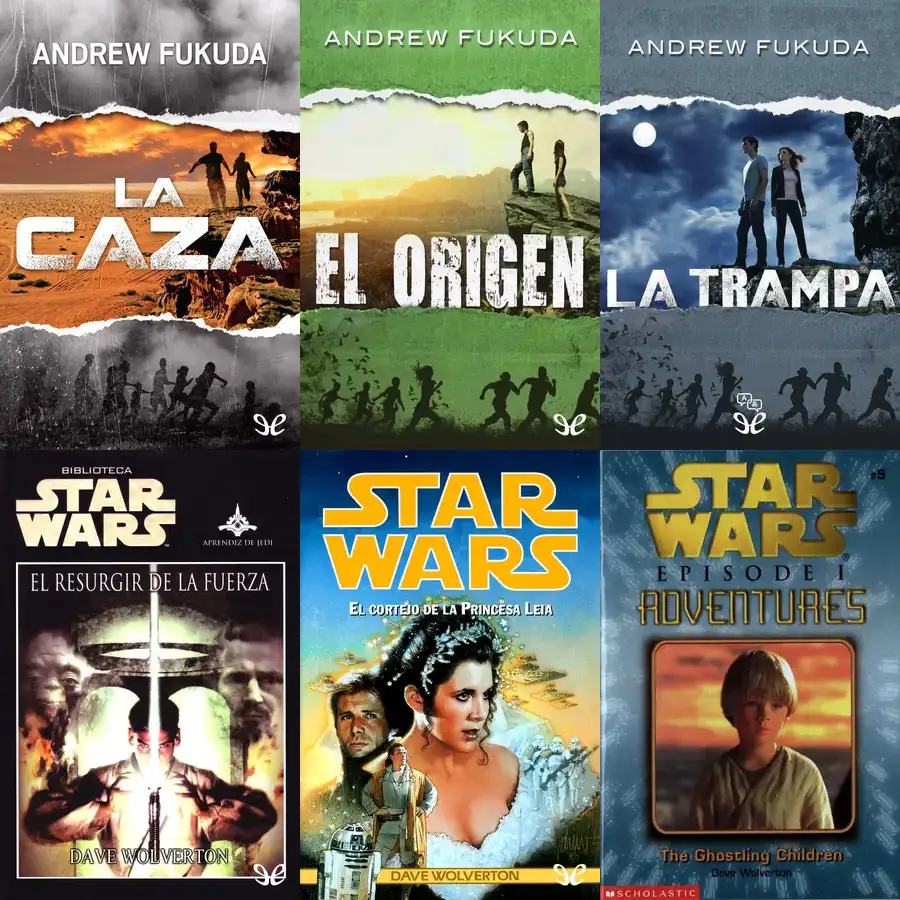 ANDREW FUKUDA
LA
CAZA
ANDREW FUKUDA
EL ORIGEN
ANDREW FUKUDA
LA TRAMPA
BIBLIOTECA
STAR
WARS
APRENDIZ DE JEDI
EL RESURGIR DE LA FUERZA
DAVE WOLVERTON
STAR
WARS
EL CORTEJO DE LA PRINCESA LEIA
DAVE WOLVERTON
#5
STAR
WARS
EPISODE I
ADVENTURES
The Ghostling Children
Dave Wolverton
SCHOLASTIC